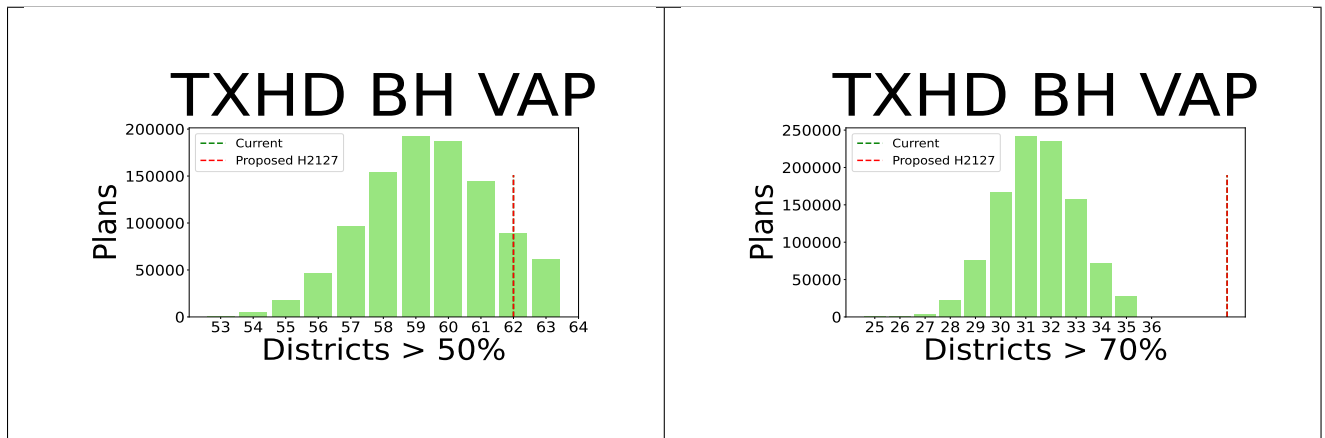 TXHD BH VAP
200000
150000
100000
50000
0
Plans
Current
Proposed H2127
53 54 55 56 57 58 59 60 61 62 63 64
Districts > 50%
TXHD BH VAP
250000
200000
150000
100000
50000
0
Plans
Current
Proposed H2127
25 26 27 28 29 30 31 32 33 34 35 36
Districts > 70%